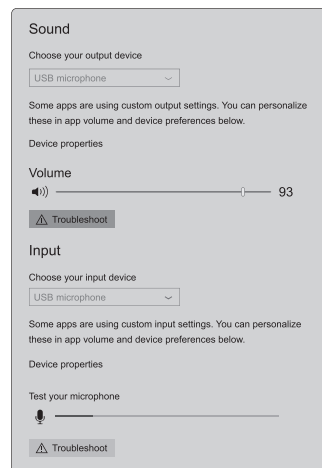 Sound
Choose your output device
USB microphone
Some apps are using custom output settings. You can personalize
these in app volume and device preferences below.
Device properties
Volume
93
Troubleshoot
Input
Choose your input device
USB microphone
Some apps are using custom input settings. You can personalize
these in app volume and device preferences below.
Device properties
Test your microphone
Troubleshoot